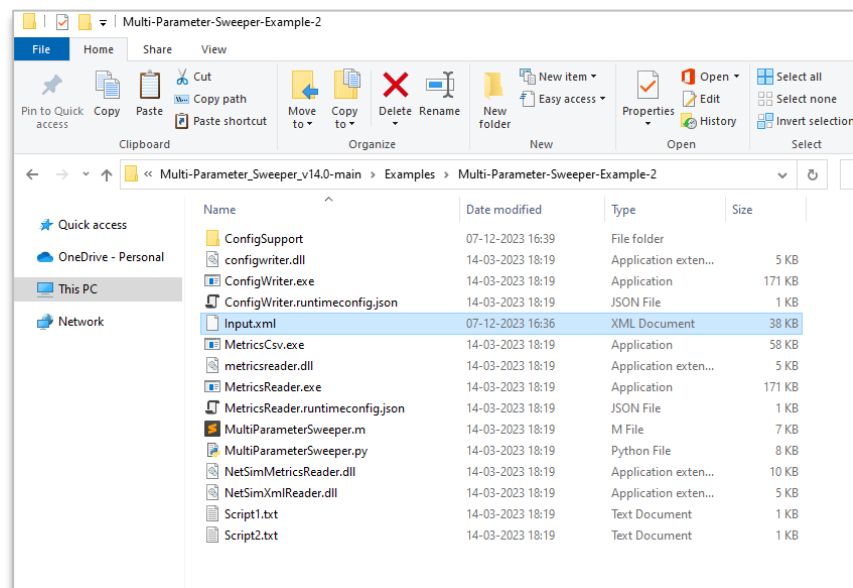 Multi-Parameter-Sweeper-Example-2
File Home Share View
Pin to Quick access
Copy
Paste
Cut
Copy path
Paste shortcut
Clipboard
Move to
Copy to
Delete
Rename
Organize
New folder
New item
Easy access
New
Properties
Open
Edit
History
Open
Select all
Select none
Invert selection
Select
« Multi-Parameter_Sweeper_v14.0-main > Examples > Multi-Parameter-Sweeper-Example-2
Quick access
OneDrive - Personal
This PC
Network
Name Date modified Type Size
ConfigSupport 07-12-2023 16:39 File folder
configwriter.dll 14-03-2023 18:19 Application exten... 5 KB
ConfigWriter.exe 14-03-2023 18:19 Application 171 KB
ConfigWriter.runtimeconfig.json 14-03-2023 18:19 JSON File 1 KB
Input.xml 07-12-2023 16:36 XML Document 38 KB
MetricsCsv.exe 14-03-2023 18:19 Application 58 KB
metricsreader.dll 14-03-2023 18:19 Application exten... 5 KB
MetricsReader.exe 14-03-2023 18:19 Application 171 KB
MetricsReader.runtimeconfig.json 14-03-2023 18:19 JSON File 1 KB
MultiParameterSweeper.m 14-03-2023 18:19 M File 7 KB
MultiParameterSweeper.py 14-03-2023 18:19 Python File 8 KB
NetSimMetricsReader.dll 14-03-2023 18:19 Application exten... 10 KB
NetSimXmlReader.dll 14-03-2023 18:19 Application exten... 5 KB
Script1.txt 14-03-2023 18:19 Text Document 1 KB
Script2.txt 14-03-2023 18:19 Text Document 1 KB